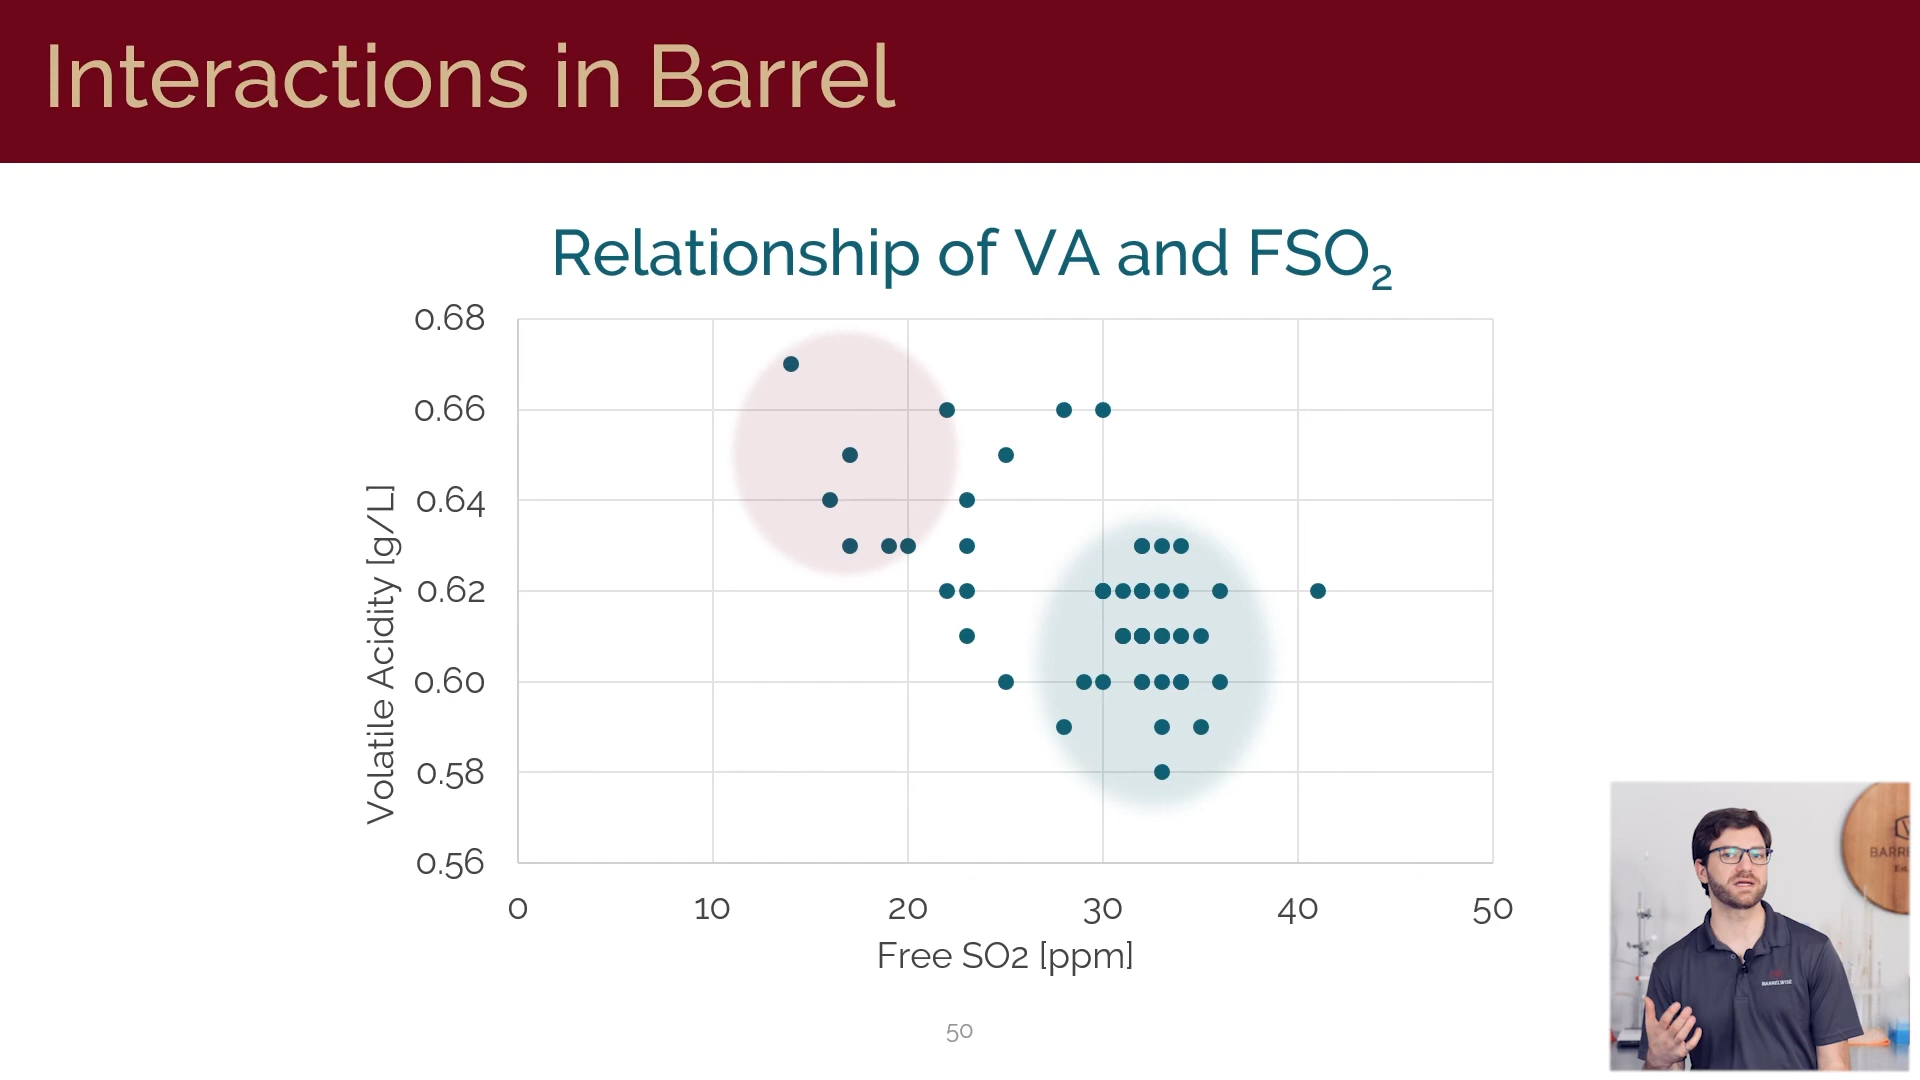 Interactions in Barrel
Relationship of VA and FSO₂
0.68
0.66
0.64
0.62
0.60
0.58
0.56
Volatile Acidity [g/L]
0 10 20 30 40 50
Free SO2 [ppm]
50
BARRELWISE